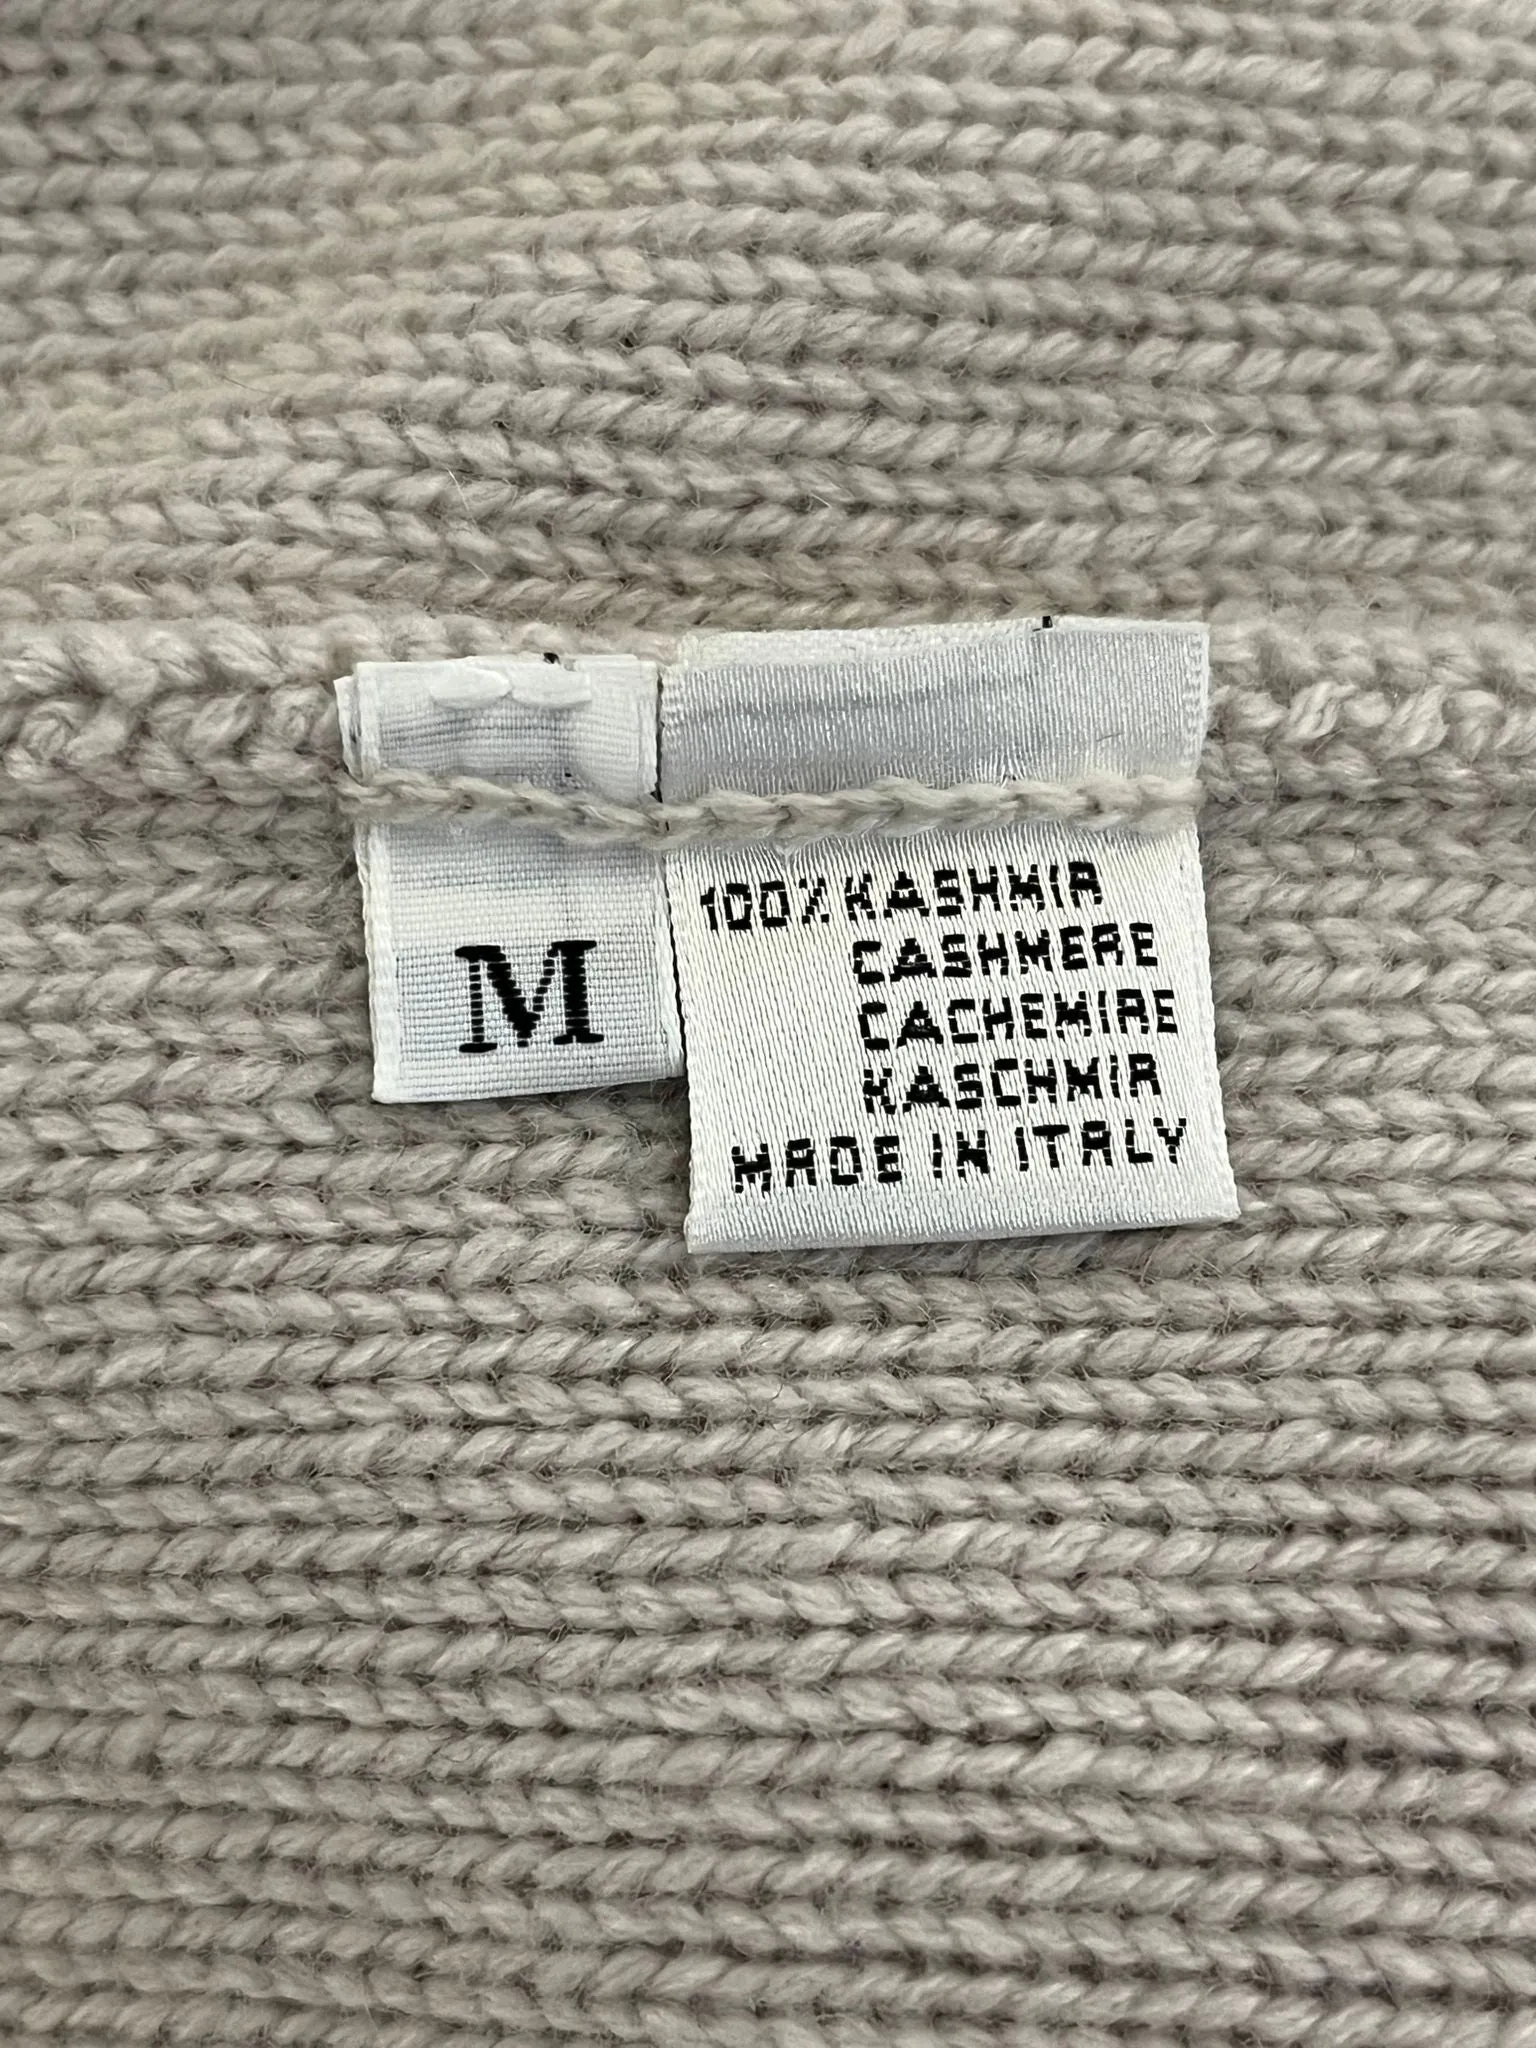 M
100% KASHMIR
CASHMERE
CACHEMIRE
KASCHMIR
MADE IN ITALY